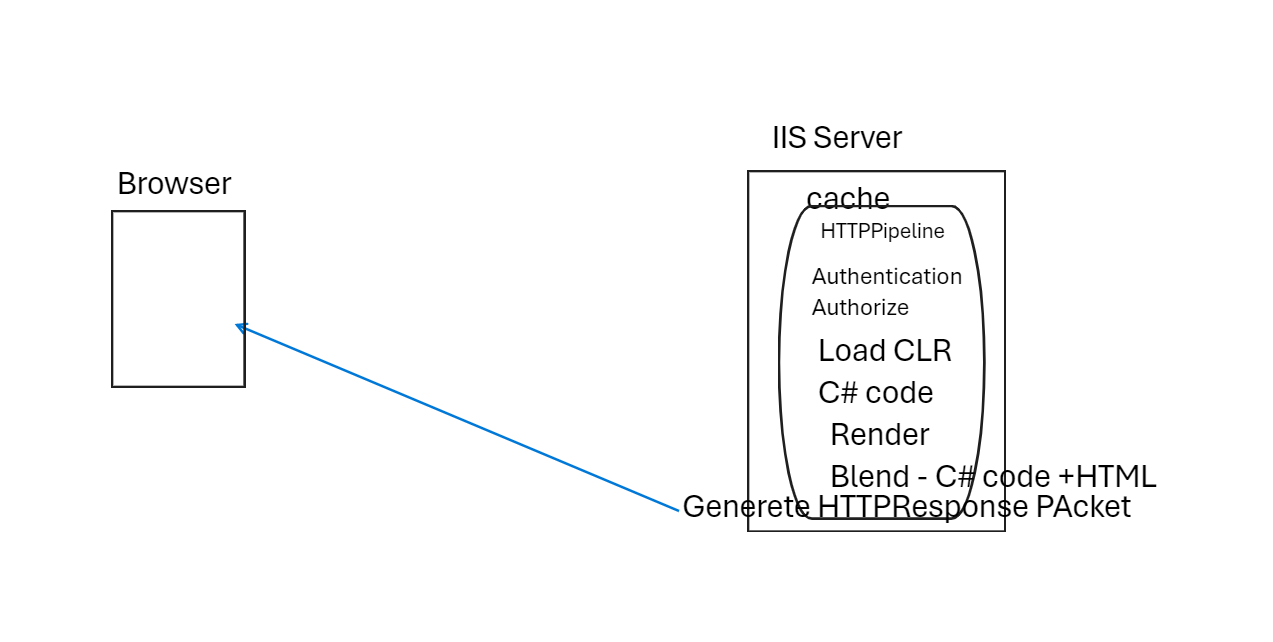 IIS Server
Browser
cache
HTTPPipeline
Authentication
Authorize
Load CLR
C# code
Render
Blend - C# code +HTML
Generete HTTPResponse PAcket